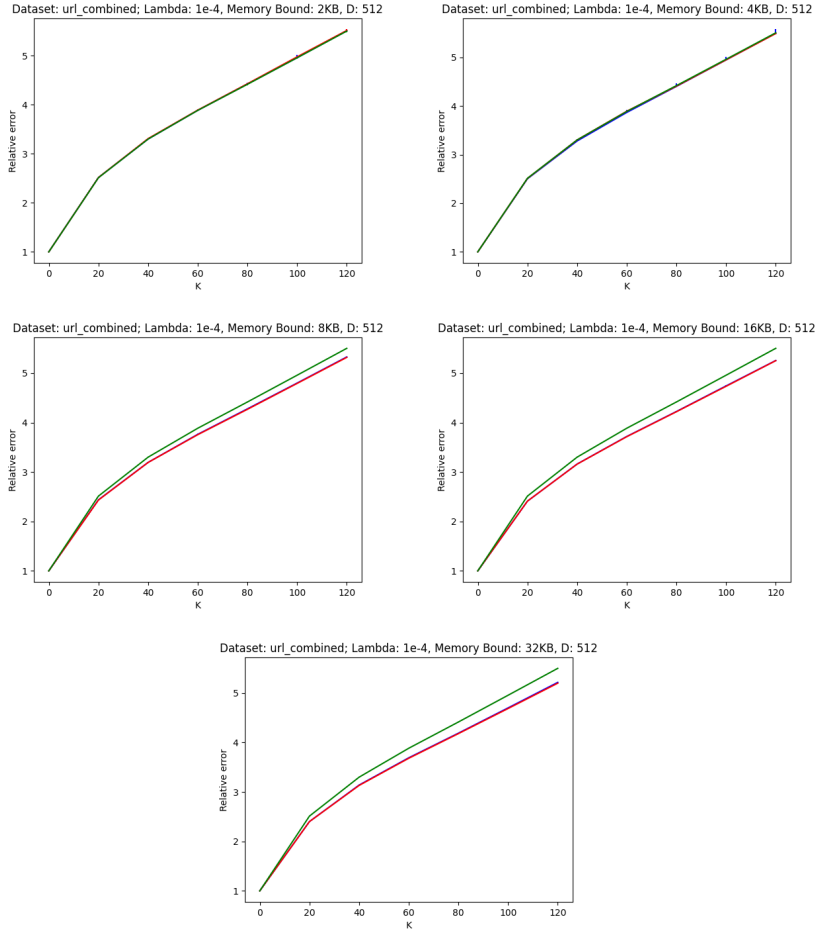 Dataset: url_combined; Lambda: 1e-4, Memory Bound: 2KB, D: 512
Relative error
5
4
3
2
1
0 20 40 60 80 100 120
K
Dataset: url_combined; Lambda: 1e-4, Memory Bound: 4KB, D: 512
Relative error
5
4
3
2
1
0 20 40 60 80 100 120
K
Dataset: url_combined; Lambda: 1e-4, Memory Bound: 8KB, D: 512
Relative error
5
4
3
2
1
0 20 40 60 80 100 120
K
Dataset: url_combined; Lambda: 1e-4, Memory Bound: 16KB, D: 512
Relative error
5
4
3
2
1
0 20 40 60 80 100 120
K
Dataset: url_combined; Lambda: 1e-4, Memory Bound: 32KB, D: 512
Relative error
5
4
3
2
1
0 20 40 60 80 100 120
K